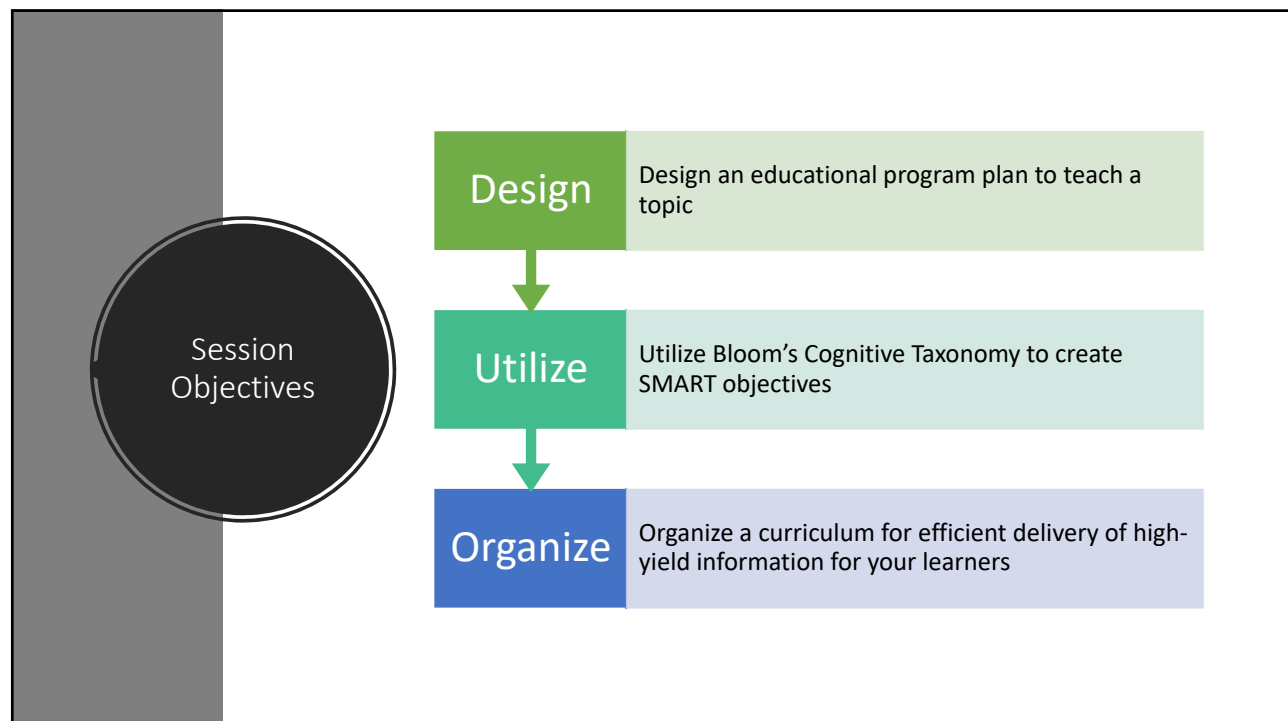 Session
Objectives
Design
Design an educational program plan to teach a
topic
Utilize
Utilize Bloom’s Cognitive Taxonomy to create
SMART objectives
Organize
Organize a curriculum for efficient delivery of high-
yield information for your learners